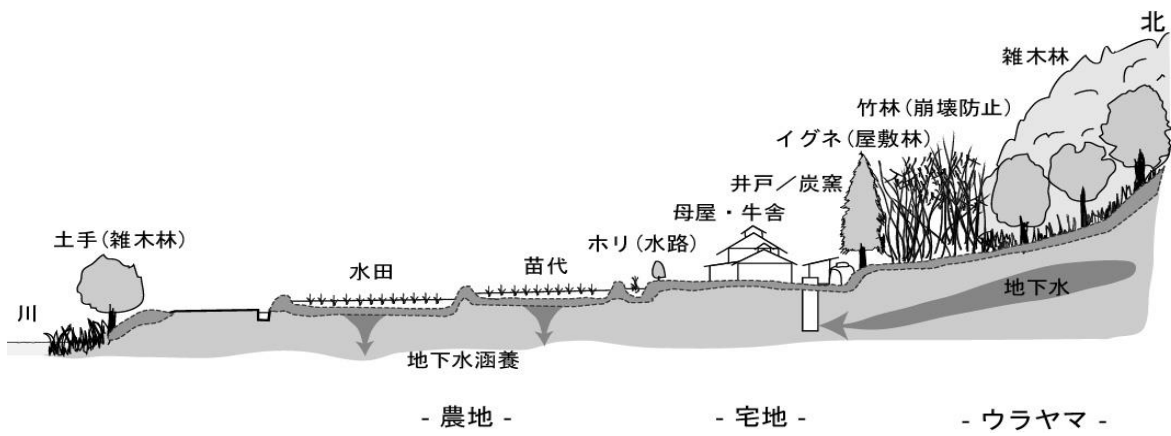 北
雑木林
竹林(崩壊防止)
イグネ(屋敷林)
井戸／炭窯
母屋・牛舎
ホリ(水路)
土手(雑木林)
苗代
水田
川
地下水
地下水涵養
- 農地 -
- 宅地 -
- ウラヤマ -